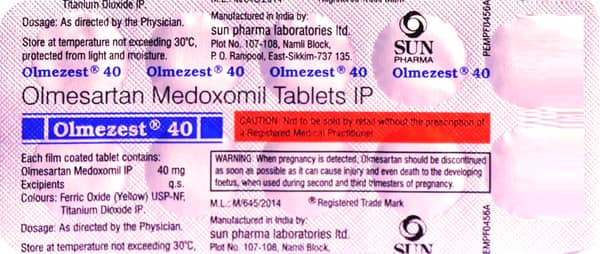 Titanium Dioxide IP.
Dosage: As directed by the Physician.
Store at temperature not exceeding 30°C,
protected from light and moisture.
M.L.: M/645/2014 ® Registered Trade Mark
Manufactured in India by:
sun pharma laboratories ltd.
Plot No. 107-108, Namli Block,
P. O. Ranipool, East-Sikkim-737 135.
SUN
PHARMA
PEMPF0456A
Olmezest® 40 Olmezest® 40 Olmezest® 40 Olmezest® 40
Olmesartan Medoxomil Tablets IP
Olmezest® 40
CAUTION: Not to be sold by retail without the prescription of
a Registered Medical Practitioner.
Each film coated tablet contains:
Olmesartan Medoxomil IP 40 mg
Excipients q.s.
Colours: Ferric Oxide (Yellow) USP-NF,
Titanium Dioxide IP.
Dosage: As directed by the Physician.
Store at temperature not exceeding 30°C,
WARNING: When pregnancy is detected, Olmesartan should be discontinued
as soon as possible as it can cause injury and even death to the developing
foetus, when used during second and third trimesters of pregnancy.
M.L.: M/645/2014 ® Registered Trade Mark
Manufactured in India by:
sun pharma laboratories ltd.
Plot No. 107-108, Namli Block,
SUN
EMPF0456A